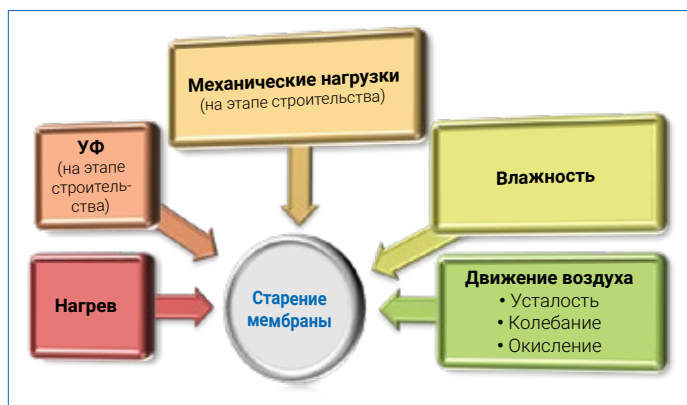 Механические нагрузки
(на этапе строительства)
УФ
(на этапе
строитель-
ства)
Влажность
Нагрев
Старение
мембраны
Движение воздуха
• Усталость
• Колебание
• Окисление